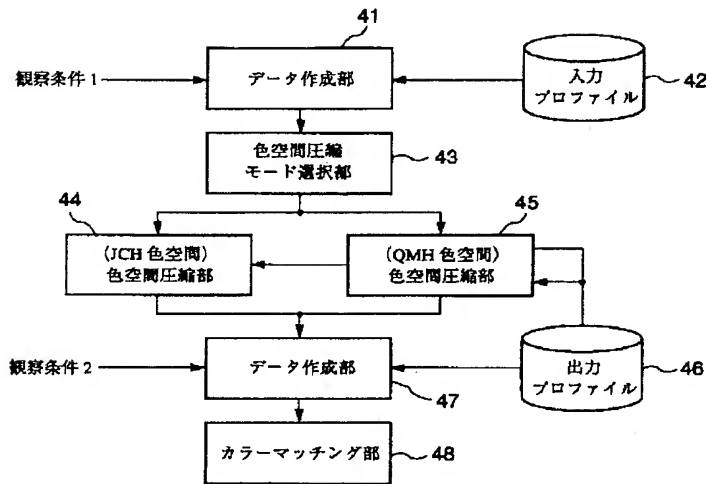 41
観察条件1
データ作成部
入力
プロファイル
42
色空間圧縮
モード選択部
43
44
(JCH 色空間)
色空間圧縮部
45
(QMH 色空間)
色空間圧縮部
観察条件2
データ作成部
47
出力
プロファイル
46
カラーマッチング部
48